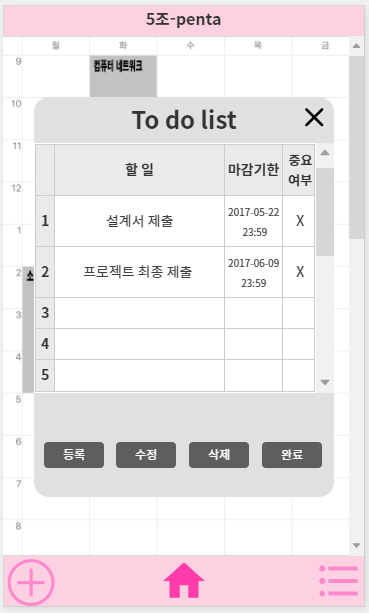 5조-penta
월 화 수 목 금
9
컴퓨터 네트워크
10
To do list
11
할 일 마감기한 중요
여부
12
1 설계서 제출 2017-05-22
23:59 X
1
2 프로젝트 최종 제출 2017-06-09
23:59 X
2 소
3
3
4
4
5
5
등록 수정 삭제 완료
6
7
8